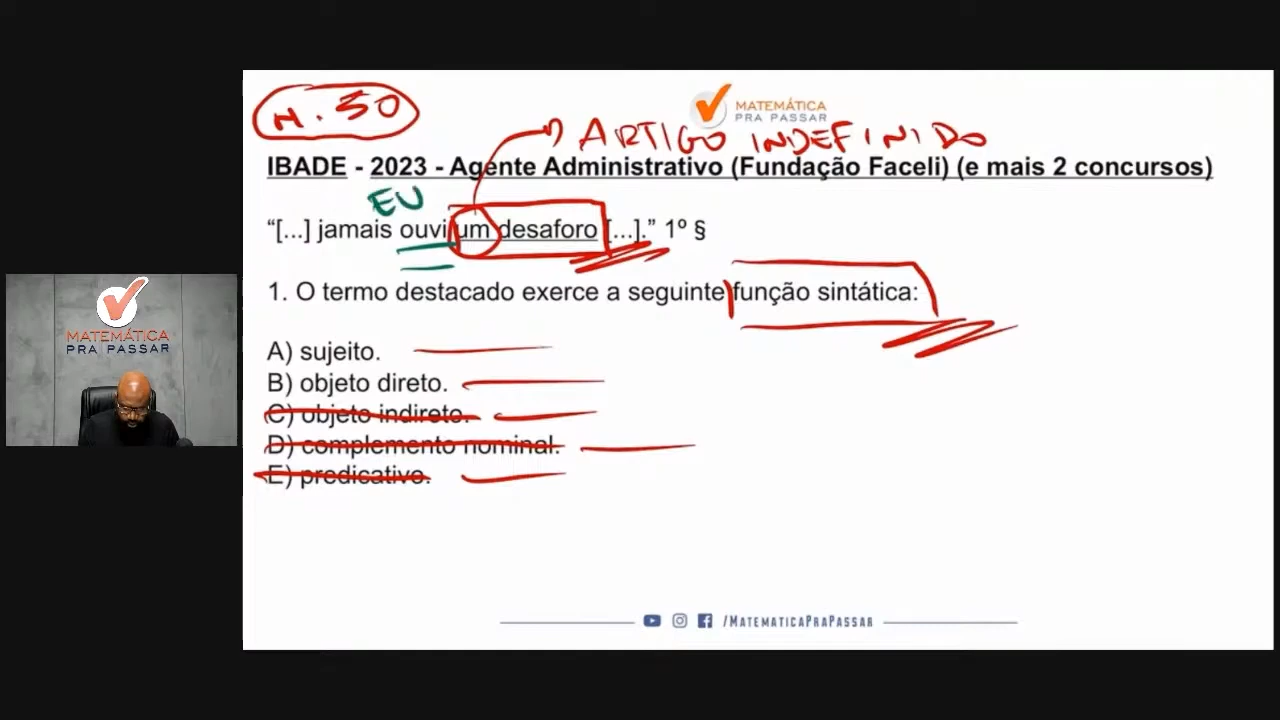 N. 50
MATEMÁTICA
PRA PASSAR
ARTIGO INDEFINIDO
IBADE - 2023 - Agente Administrativo (Fundação Faceli) (e mais 2 concursos)
EU
“[...] jamais ouvi um desaforo [...].” 1º §
1. O termo destacado exerce a seguinte função sintática:
A) sujeito.
B) objeto direto.
C) objeto indireto.
D) complemento nominal.
E) predicativo.
MATEMÁTICA
PRA PASSAR
/MATEMATICAPRAPASSAR